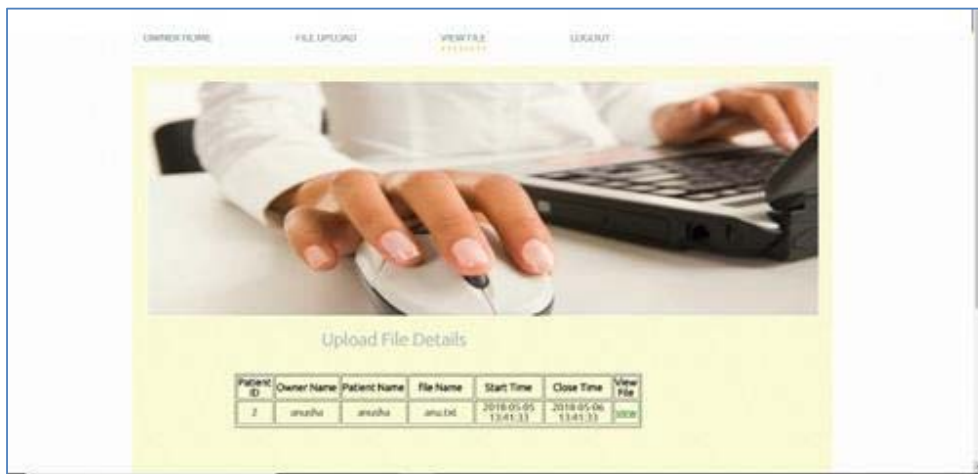 OWNER HOME FILE UPLOAD VIEW FILE LOGOUT
Upload File Details
Patient ID Owner Name Patient Name File Name Start Time Close Time View File
2 anusha anusha anu.txt 2018-05-05 13:41:33 2018-05-06 13:41:33 view